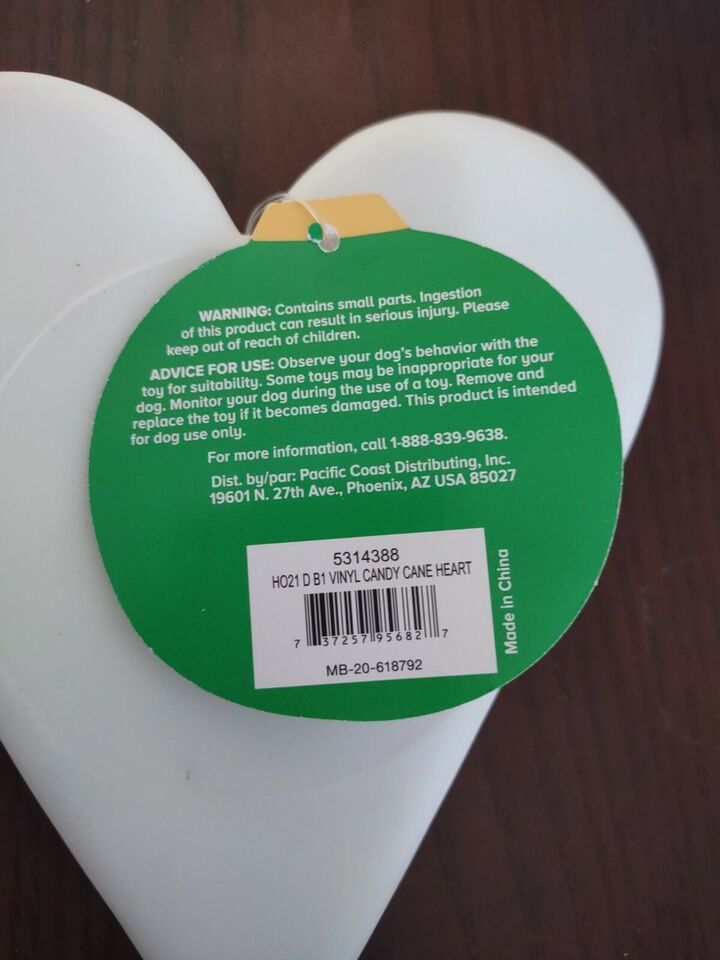 WARNING: Contains small parts. Ingestion
of this product can result in serious injury. Please
keep out of reach of children.
ADVICE FOR USE: Observe your dog's behavior with the
toy for suitability. Some toys may be inappropriate for your
dog. Monitor your dog during the use of a toy. Remove and
replace the toy if it becomes damaged. This product is intended
for dog use only.
For more information, call 1-888-839-9638.
Dist. by/par: Pacific Coast Distributing, Inc.
19601 N. 27th Ave., Phoenix, AZ USA 85027
5314388
HO21 D B1 VINYL CANDY CANE HEART
7 37257 95682 7
MB-20-618792
Made in China